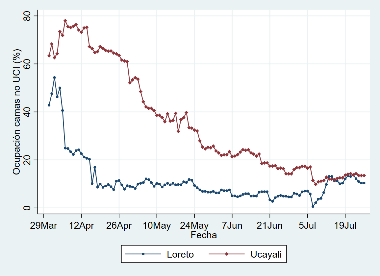 Ocupación camas no UCI (%)
80
60
40
20
0
29Mar 12Apr 26Apr 10May 24May 7Jun 21Jun 5Jul 19Jul
Fecha
Loreto Ucayali